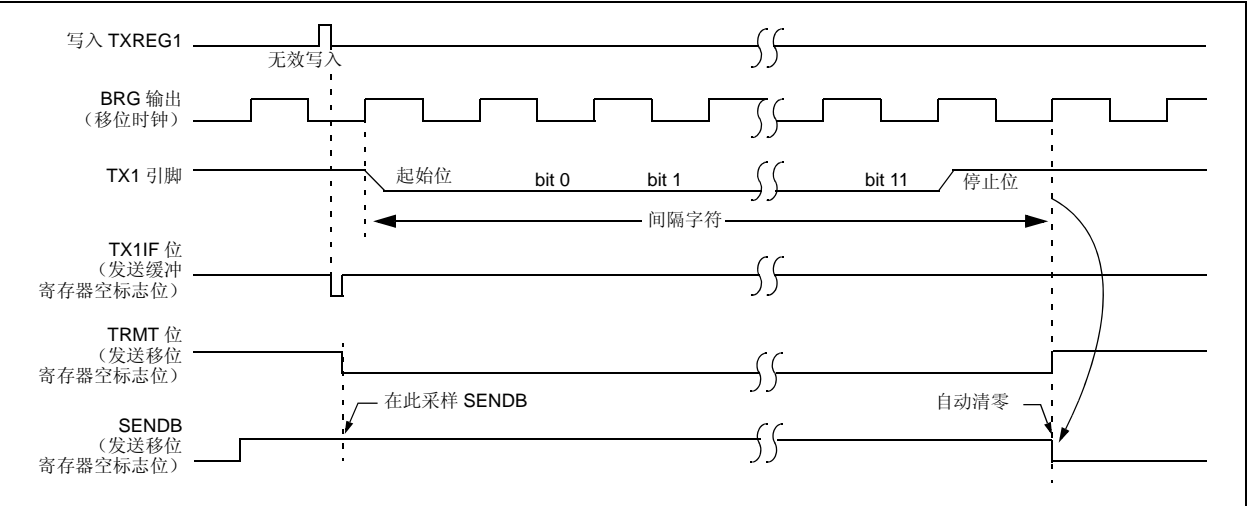 写入 TXREG1
无效写入
BRG 输出
（移位时钟）
TX1 引脚
起始位
bit 0
bit 1
bit 11
停止位
间隔字符
TX1IF 位
（发送缓冲
寄存器空标志位）
TRMT 位
（发送移位
寄存器空标志位）
在此采样 SENDB
自动清零
SENDB
（发送移位
寄存器空标志位）